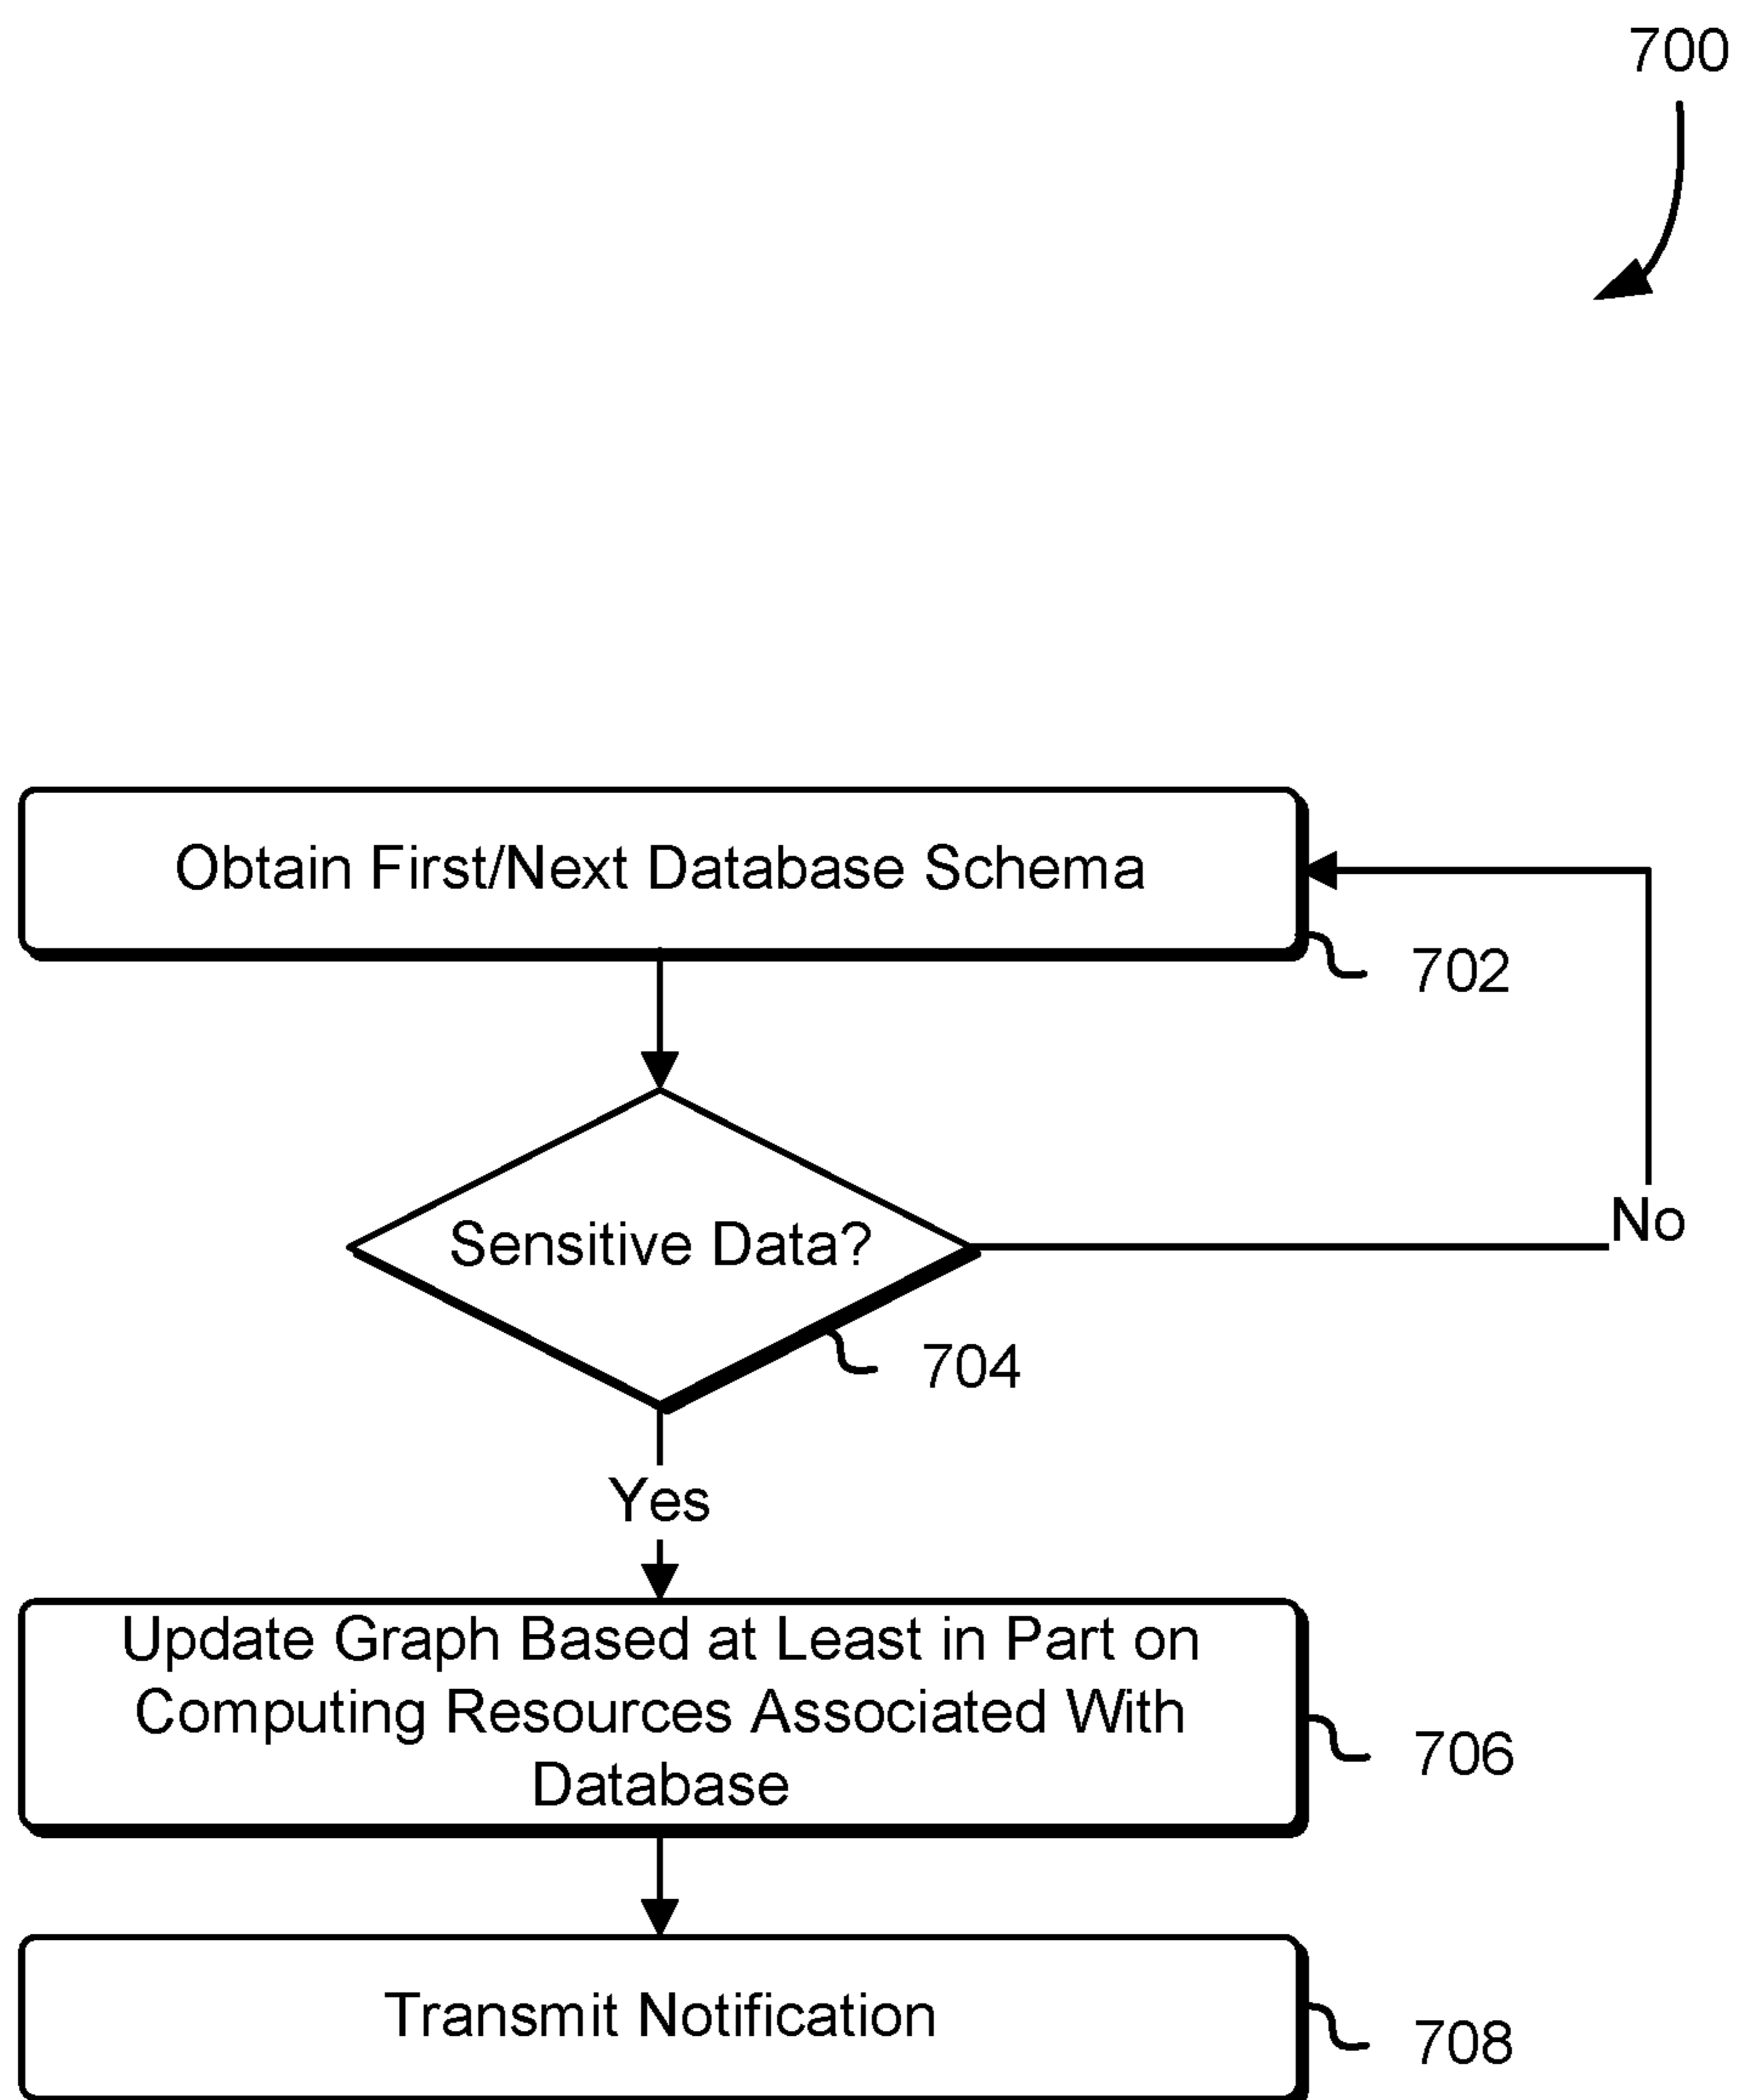 700
Obtain First/Next Database Schema
702
Sensitive Data?
No
704
Yes
Update Graph Based at Least in Part on
Computing Resources Associated With
Database
706
Transmit Notification
708